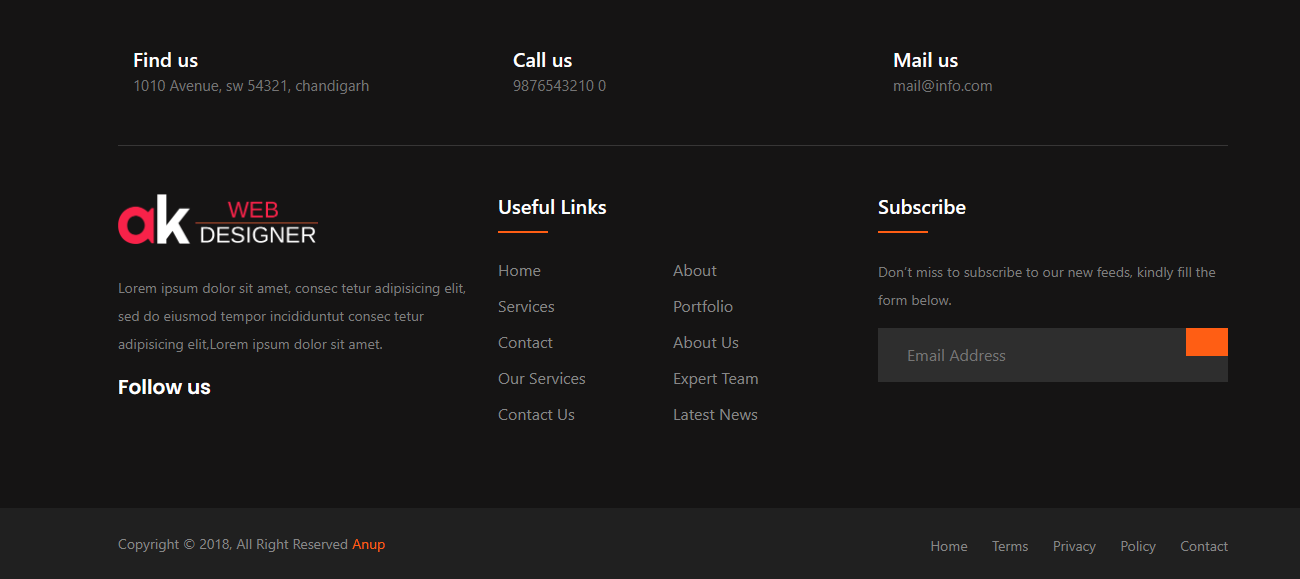 Find us
1010 Avenue, sw 54321, chandigarh
Call us
9876543210 0
Mail us
mail@info.com
ak WEB
DESIGNER
Lorem ipsum dolor sit amet, consec tetur adipisicing elit,
sed do eiusmod tempor incididuntut consec tetur
adipisicing elit,Lorem ipsum dolor sit amet.
Follow us
Useful Links
Home
About
Services
Portfolio
Contact
About Us
Our Services
Expert Team
Contact Us
Latest News
Subscribe
Don’t miss to subscribe to our new feeds, kindly fill the
form below.
Email Address
Copyright © 2018, All Right Reserved Anup
Home Terms Privacy Policy Contact